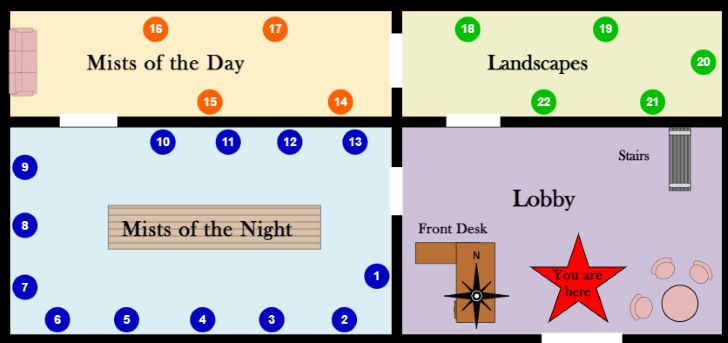 16
17
18
19
Mists of the Day
Landscapes
20
15
14
22
21
10
11
12
13
Stairs
9
Lobby
8
Mists of the Night
Front Desk
N
1
You are
here
7
6
5
4
3
2